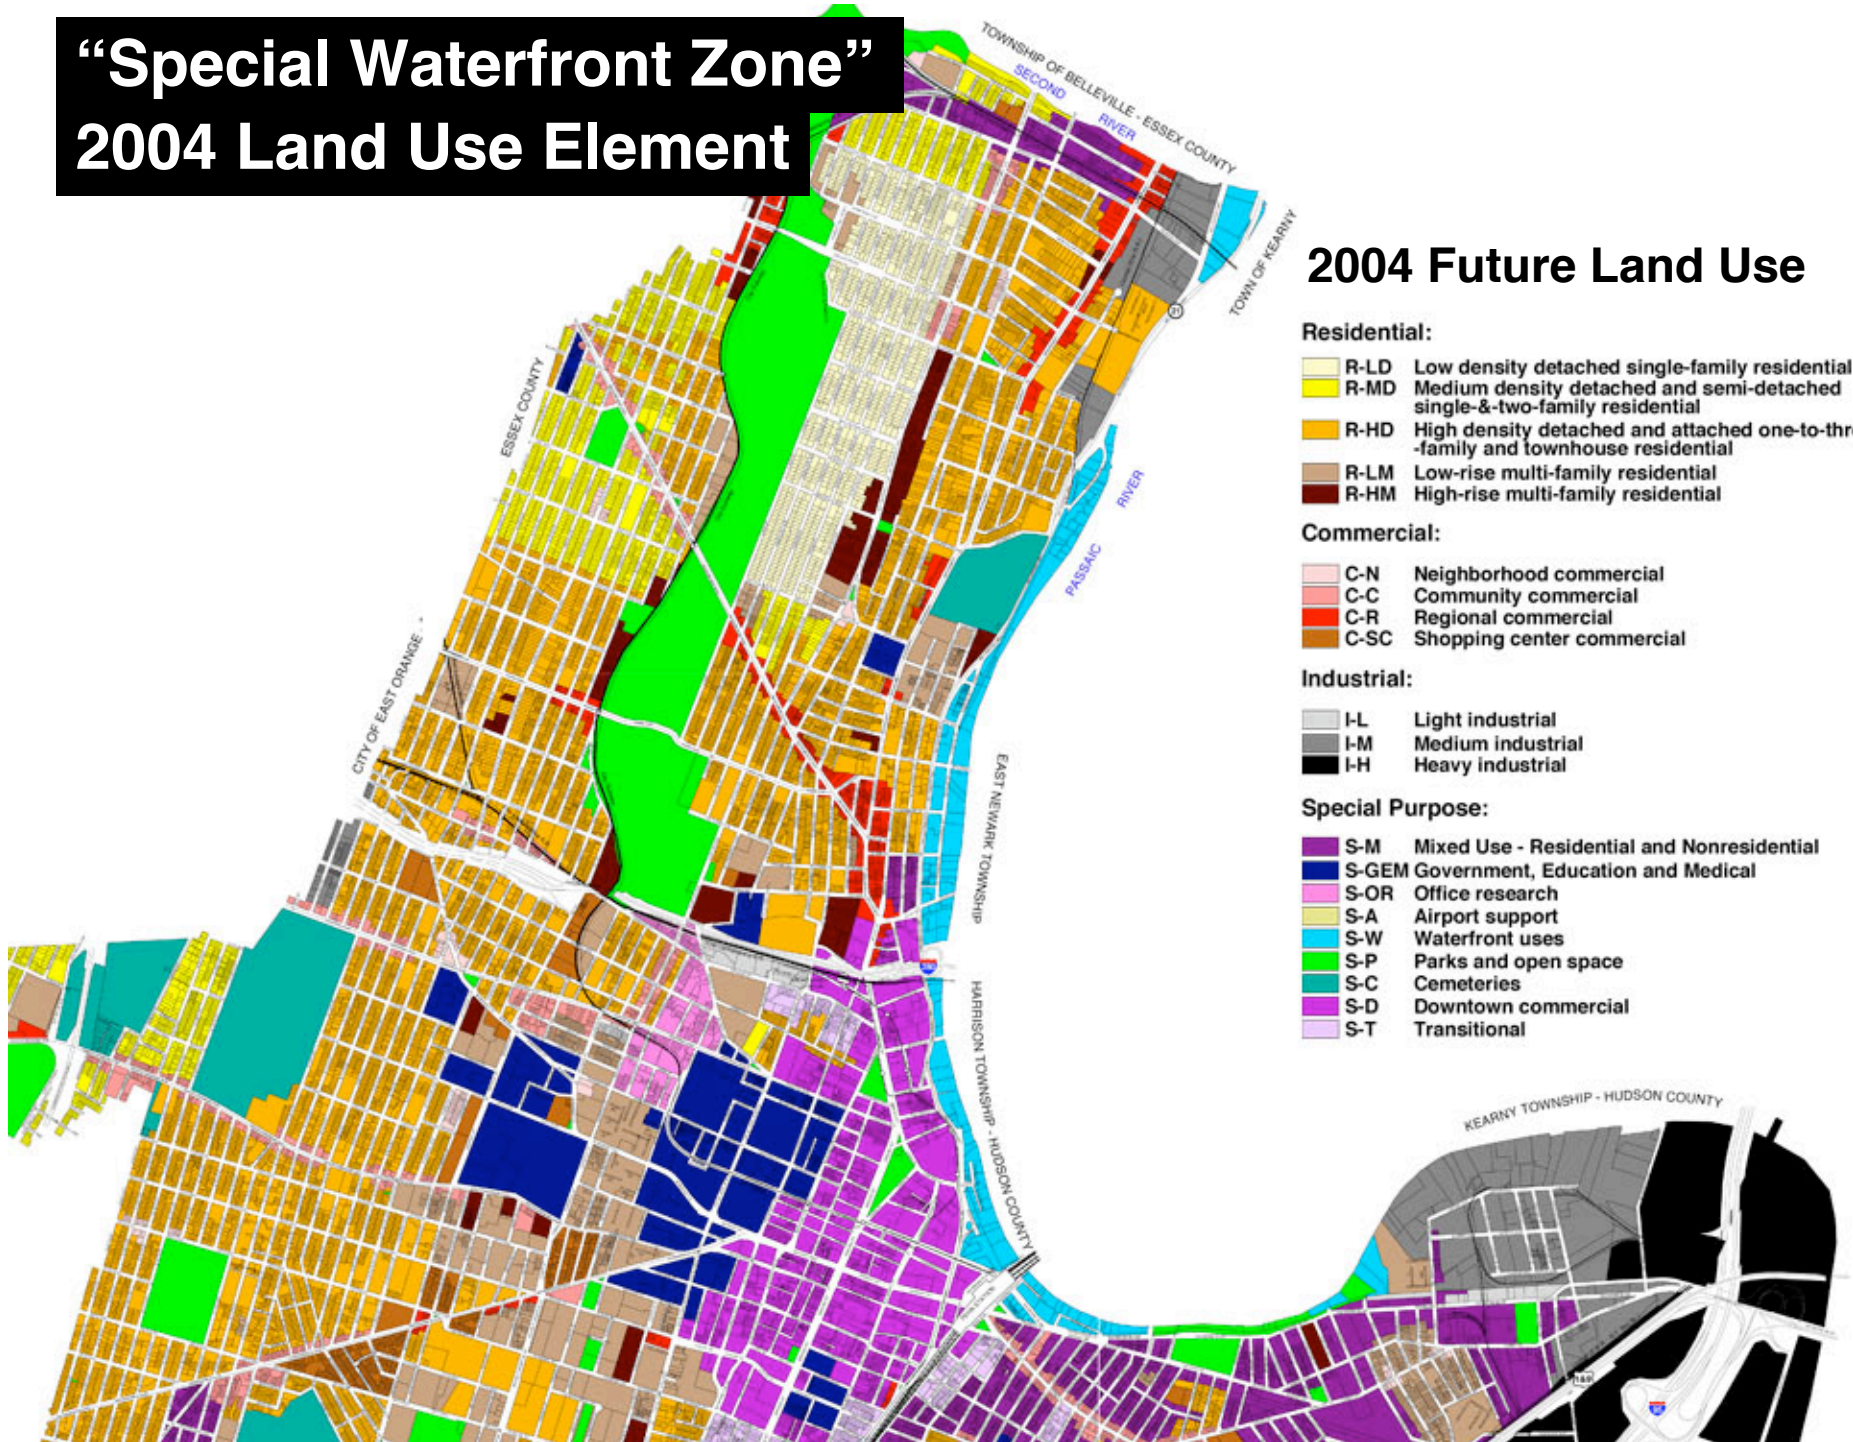 “Special Waterfront Zone”
2004 Land Use Element
TOWNSHIP OF BELLEVILLE - ESSEX COUNTY
SECOND
RIVER
TOWN OF KEARNY
21
ESSEX COUNTY
RIVER
PASSAIC
CITY OF EAST ORANGE
EAST NEWARK TOWNSHIP
HARRISON TOWNSHIP - HUDSON COUNTY
KEARNY TOWNSHIP - HUDSON COUNTY
1&9
2004 Future Land Use
Residential:
R-LD Low density detached single-family residential
R-MD Medium density detached and semi-detached
single-&-two-family residential
R-HD High density detached and attached one-to-thr
-family and townhouse residential
R-LM Low-rise multi-family residential
R-HM High-rise multi-family residential
Commercial:
C-N Neighborhood commercial
C-C Community commercial
C-R Regional commercial
C-SC Shopping center commercial
Industrial:
I-L Light industrial
I-M Medium industrial
I-H Heavy industrial
Special Purpose:
S-M Mixed Use - Residential and Nonresidential
S-GEM Government, Education and Medical
S-OR Office research
S-A Airport support
S-W Waterfront uses
S-P Parks and open space
S-C Cemeteries
S-D Downtown commercial
S-T Transitional